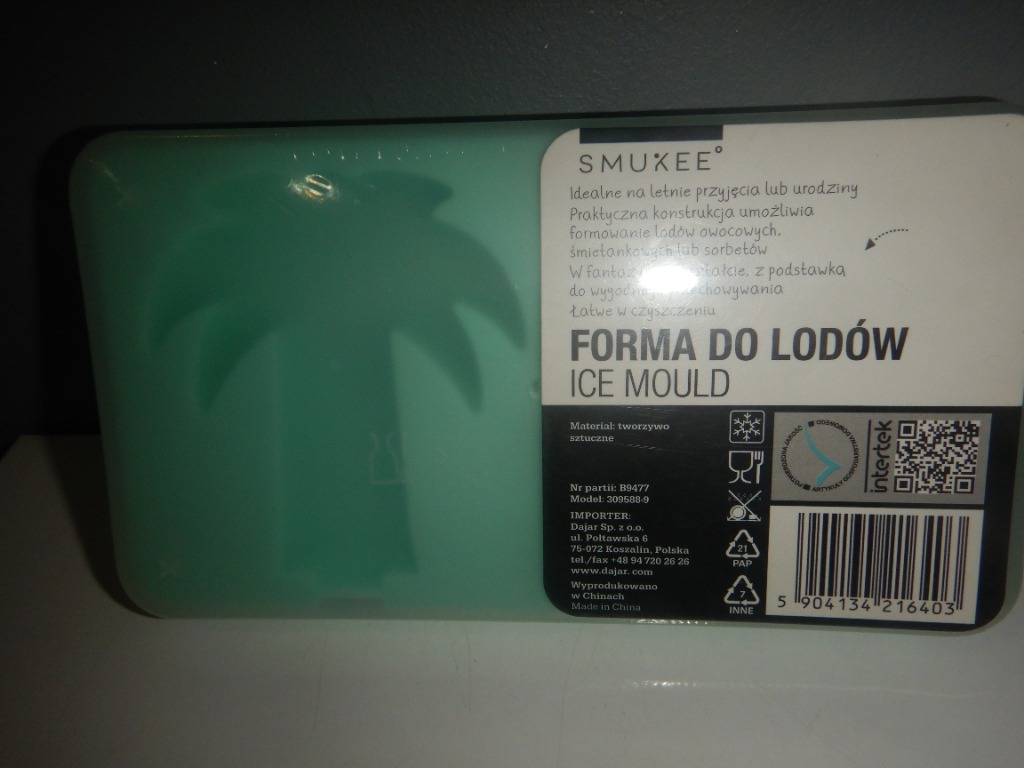 SMUKEE°
Idealne na letnie przyjęcia lub urodziny
Praktyczna konstrukcja umożliwia
formowanie lodów owocowych,
śmietankowych lub sorbetów
W kształcie, z podstawką
do
Łatwe w czyszczeniu
FORMA DO LODÓW
ICE MOULD
Materiał: tworzywo
sztuczne
Nr partii: B9477
Model: 309588-9
IMPORTER:
Dajar Sp. z o.o.
ul. Połtawska 6
75-072 Koszalin, Polska
tel./fax +48 94 720 26 26
www.dajar.com
Wyprodukowano
w Chinach
Made in China
21
PAP
7
INNE
ARTYKUŁY GOSPODARSTWA DOMOWEGO
intertek
5 904134 216403